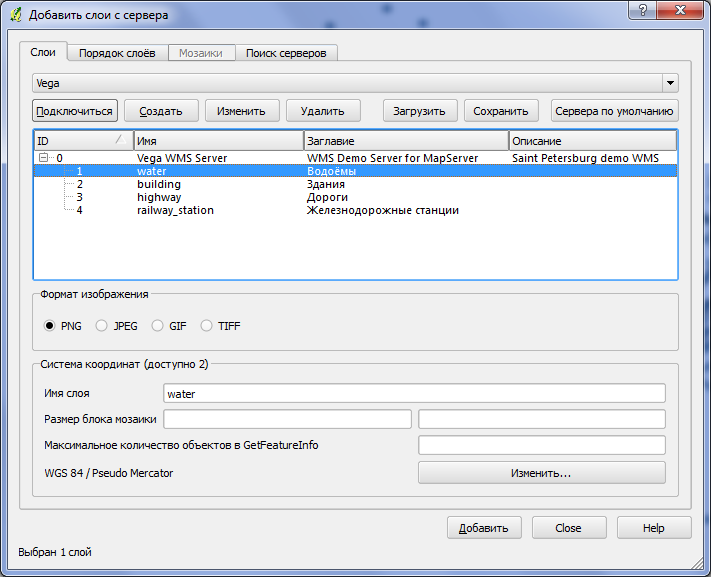 Добавить слои с сервера
Слои Порядок слоёв Мозаики Поиск серверов
Vega
Подключиться Создать Изменить Удалить Загрузить Сохранить Сервера по умолчанию
ID Имя Заглавие Описание
0 Vega WMS Server WMS Demo Server for MapServer Saint Petersburg demo WMS
1 water Водоёмы
2 building Здания
3 highway Дороги
4 railway_station Железнодорожные станции
Формат изображения
PNG JPEG GIF TIFF
Система координат (доступно 2)
Имя слоя water
Размер блока мозаики
Максимальное количество объектов в GetFeatureInfo
WGS 84 / Pseudo Mercator Изменить...
Добавить Close Help
Выбран 1 слой